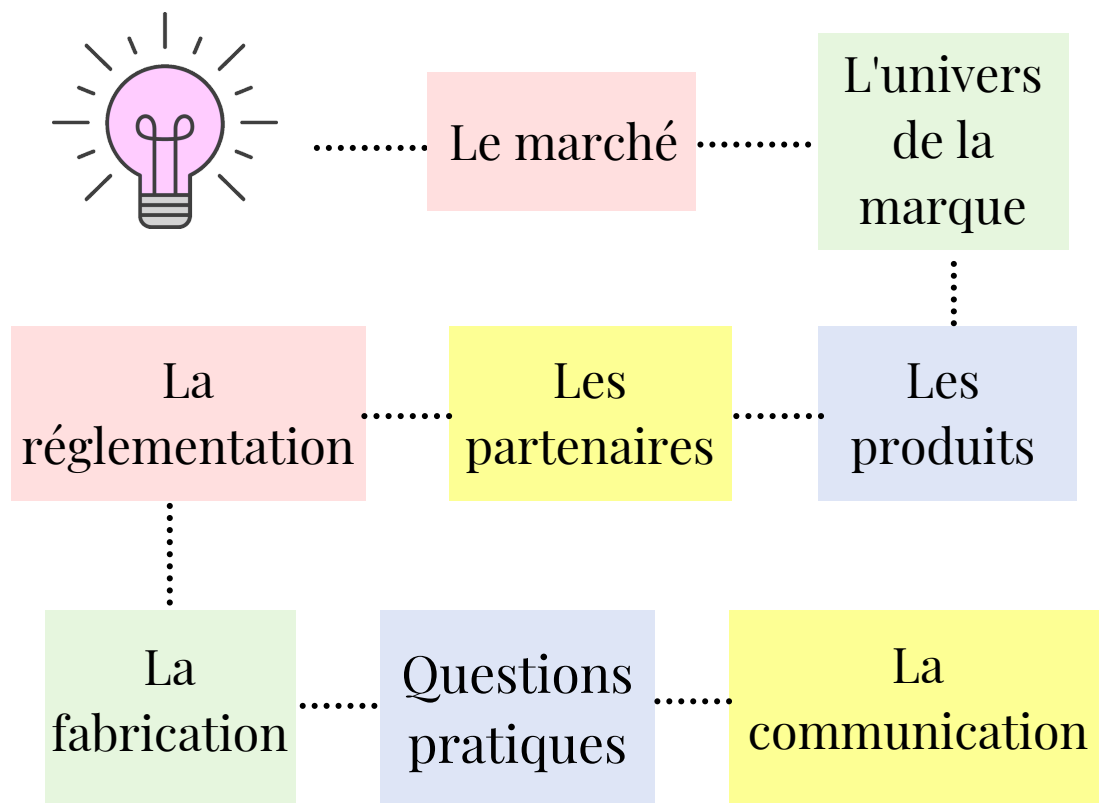 Le marché
L'univers
de la
marque
La
réglementation
Les
partenaires
Les
produits
La
fabrication
Questions
pratiques
La
communication